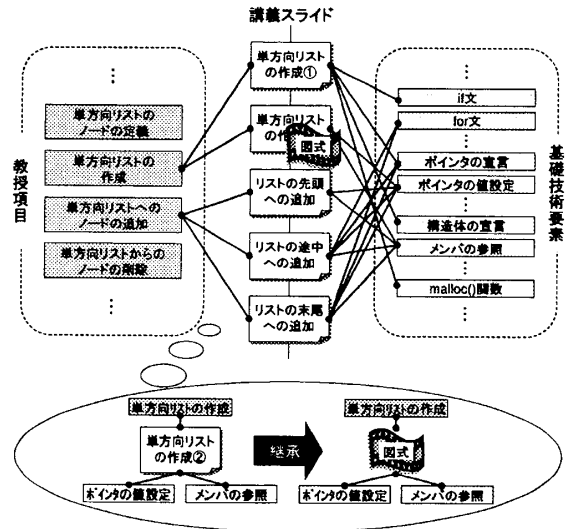 講義スライド
教授項目
⋮
単方向リストの
ノードの定義
単方向リストの
作成
単方向リストへの
ノードの追加
単方向リストからの
ノードの削除
⋮
単方向リスト
の作成①
単方向リスト
の作
図式
リストの先頭
への追加
リストの途中
への追加
リストの末尾
への追加
基礎技術要素
⋮
if文
for文
⋮
ポインタの宣言
ポインタの値設定
⋮
構造体の宣言
メンバの参照
⋮
malloc()関数
⋮
単方向リストの作成
単方向リスト
の作成②
ポインタの値設定
メンバの参照
継承
単方向リストの作成
図式
ポインタの値設定
メンバの参照